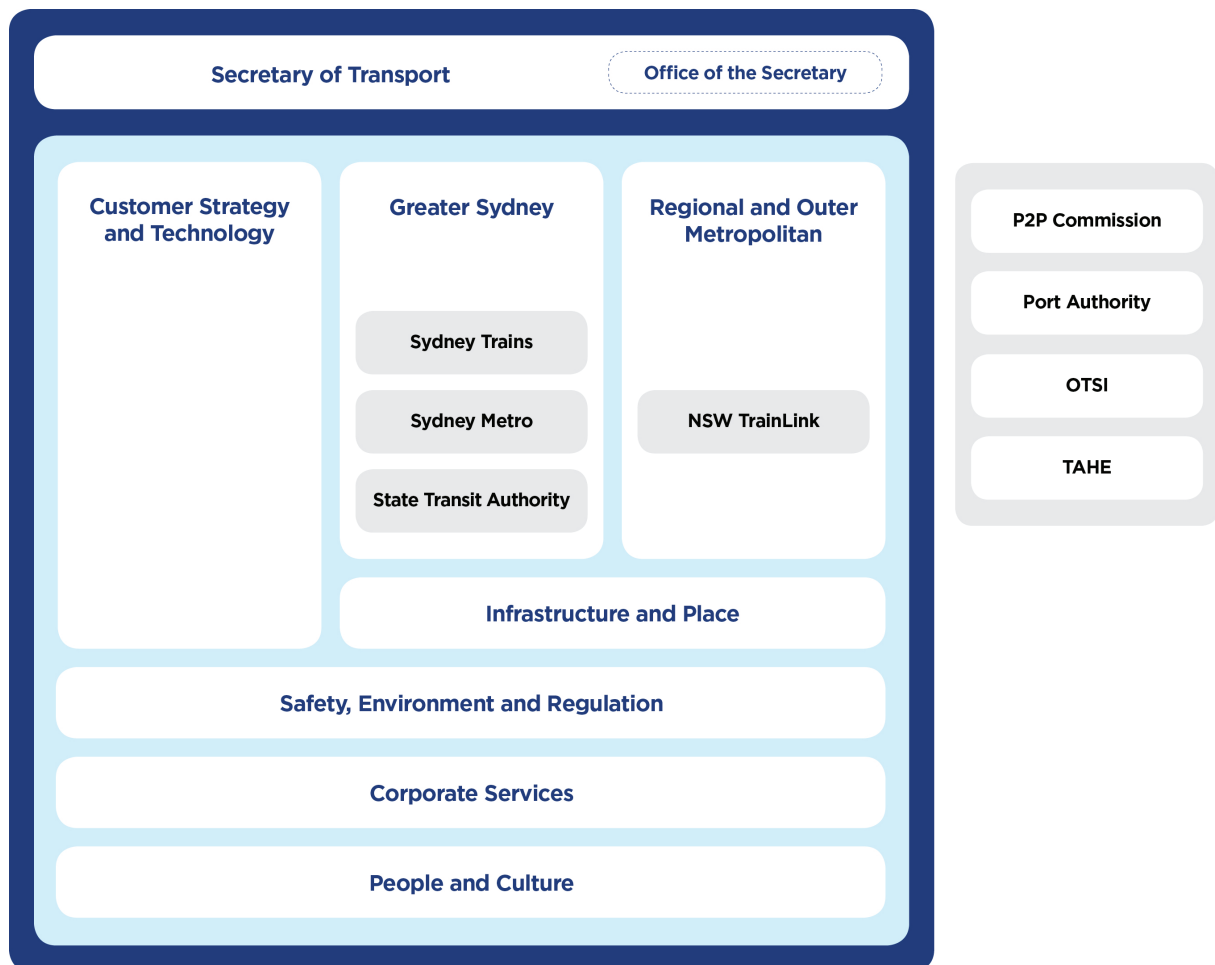 Secretary of Transport
Office of the Secretary
Customer Strategy
and Technology
Greater Sydney
Sydney Trains
Sydney Metro
State Transit Authority
Regional and Outer
Metropolitan
NSW TrainLink
Infrastructure and Place
Safety, Environment and Regulation
Corporate Services
People and Culture
P2P Commission
Port Authority
OTSI
TAHE